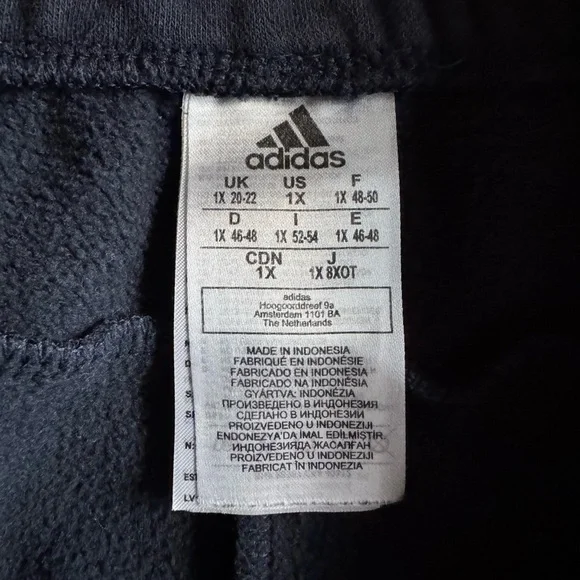 adidas
UK US F
1X 20-22 1X 1X 48-50
D I E
1X 46-48 1X 52-54 1X 46-48
CDN J
1X 1X 8XOT
adidas
Hoogoorddreef 9a
Amsterdam 1101 BA
The Netherlands
MADE IN INDONESIA
FABRIQUÉ EN INDONÉSIE
FABRICADO EN INDONESIA
FABRICADO NA INDONÉSIA
GYÁRTVA: INDONÉZIA
ПРОИЗВЕДЕНО В ИНДОНЕЗИЯ
СДЕЛАНО В ИНДОНЕЗИИ
PROIZVEDENO U INDONEZIJI
ENDONEZYA'DA IMAL EDİLMİŞTİR.
ИНДОНЕЗИЯДА ЖАСАЛҒАН
PROIZVEDENO U INDONEZIJI
FABRICAT ÎN INDONEZIA